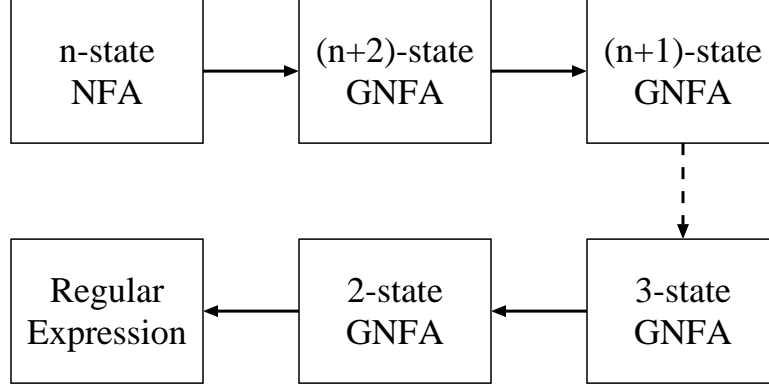 n-state
NFA
(n+2)-state
GNFA
(n+1)-state
GNFA
Regular
Expression
2-state
GNFA
3-state
GNFA